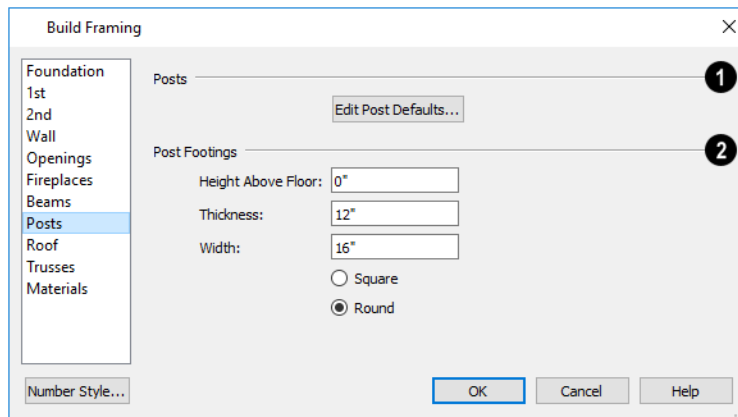 Build Framing
Foundation
1st
2nd
Wall
Openings
Fireplaces
Beams
Posts
Roof
Trusses
Materials
Number Style...
Posts
1
Edit Post Defaults...
Post Footings
2
Height Above Floor: 0"
Thickness: 12"
Width: 16"
Square
Round
OK Cancel Help